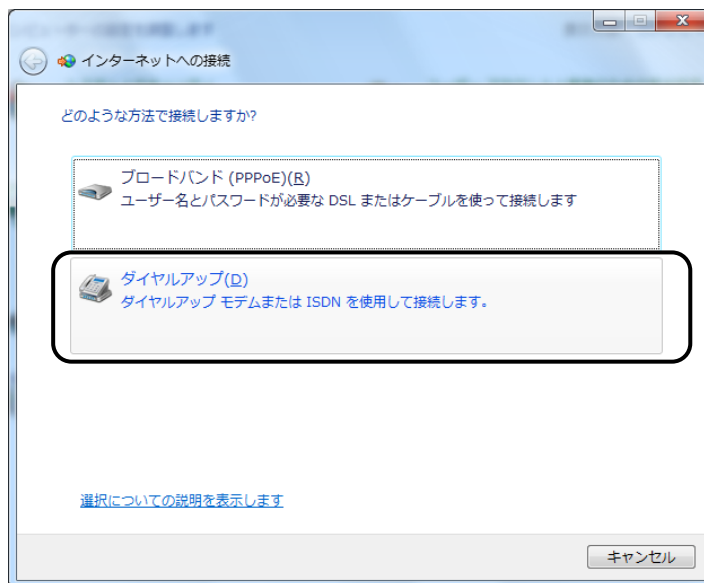 インターネットへの接続
どのような方法で接続しますか?
ブロードバンド (PPPoE)(R)
ユーザー名とパスワードが必要な DSL またはケーブルを使って接続します
ダイヤルアップ(D)
ダイヤルアップ モデムまたは ISDN を使用して接続します。
選択についての説明を表示します
キャンセル